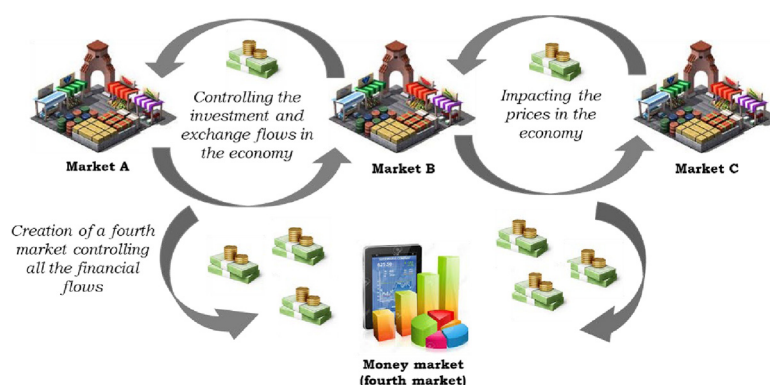 Controlling the
investment and
exchange flows in
the economy
Impacting the
prices in the
economy
Market A
Market B
Market C
Creation of a fourth
market controlling
all the financial
flows
Money market
(fourth market)